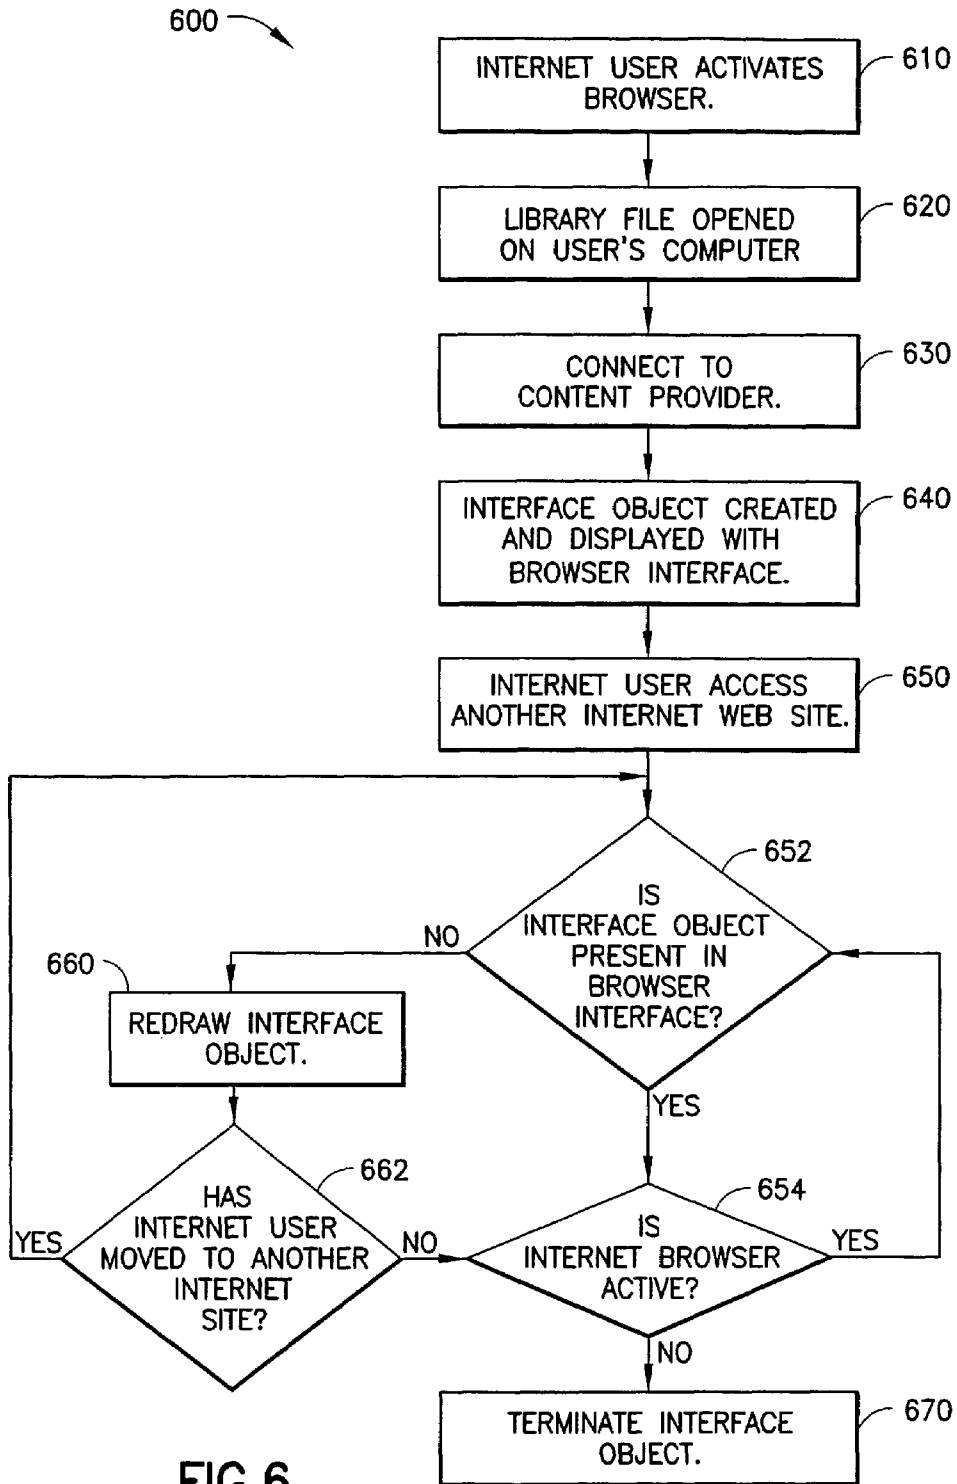 600
INTERNET USER ACTIVATES
BROWSER.
610
LIBRARY FILE OPENED
ON USER'S COMPUTER
620
CONNECT TO
CONTENT PROVIDER.
630
INTERFACE OBJECT CREATED
AND DISPLAYED WITH
BROWSER INTERFACE.
640
INTERNET USER ACCESS
ANOTHER INTERNET WEB SITE.
650
652
IS
INTERFACE OBJECT
PRESENT IN
BROWSER
INTERFACE?
NO
YES
660
REDRAW INTERFACE
OBJECT.
662
HAS
INTERNET USER
MOVED TO ANOTHER
INTERNET
SITE?
YES
NO
654
IS
INTERNET BROWSER
ACTIVE?
YES
NO
TERMINATE INTERFACE
OBJECT.
670
FIG.6